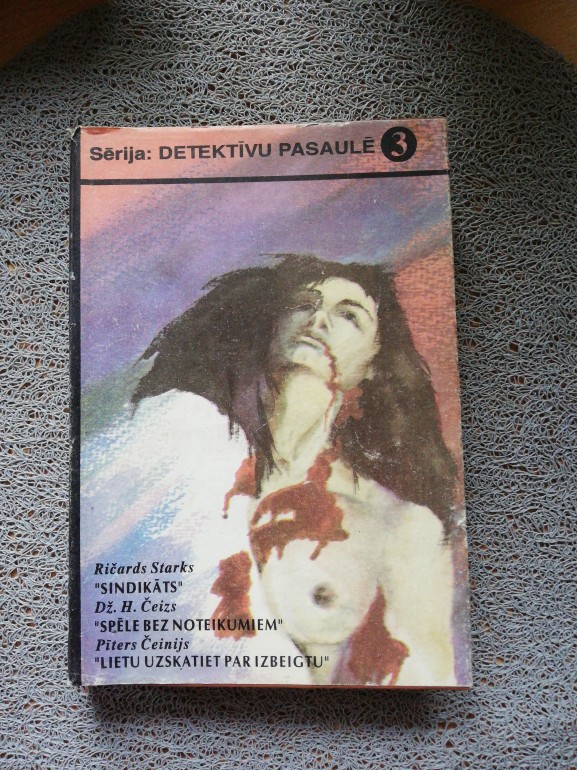 Sērija: DETEKTĪVU PASAULĒ 3
Ričards Starks
"SINDIKĀTS"
Dž. H. Čeizs
"SPĒLE BEZ NOTEIKUMIEM"
Pīters Čeinijs
"LIETU UZSKATIET PAR IZBEIGTU"